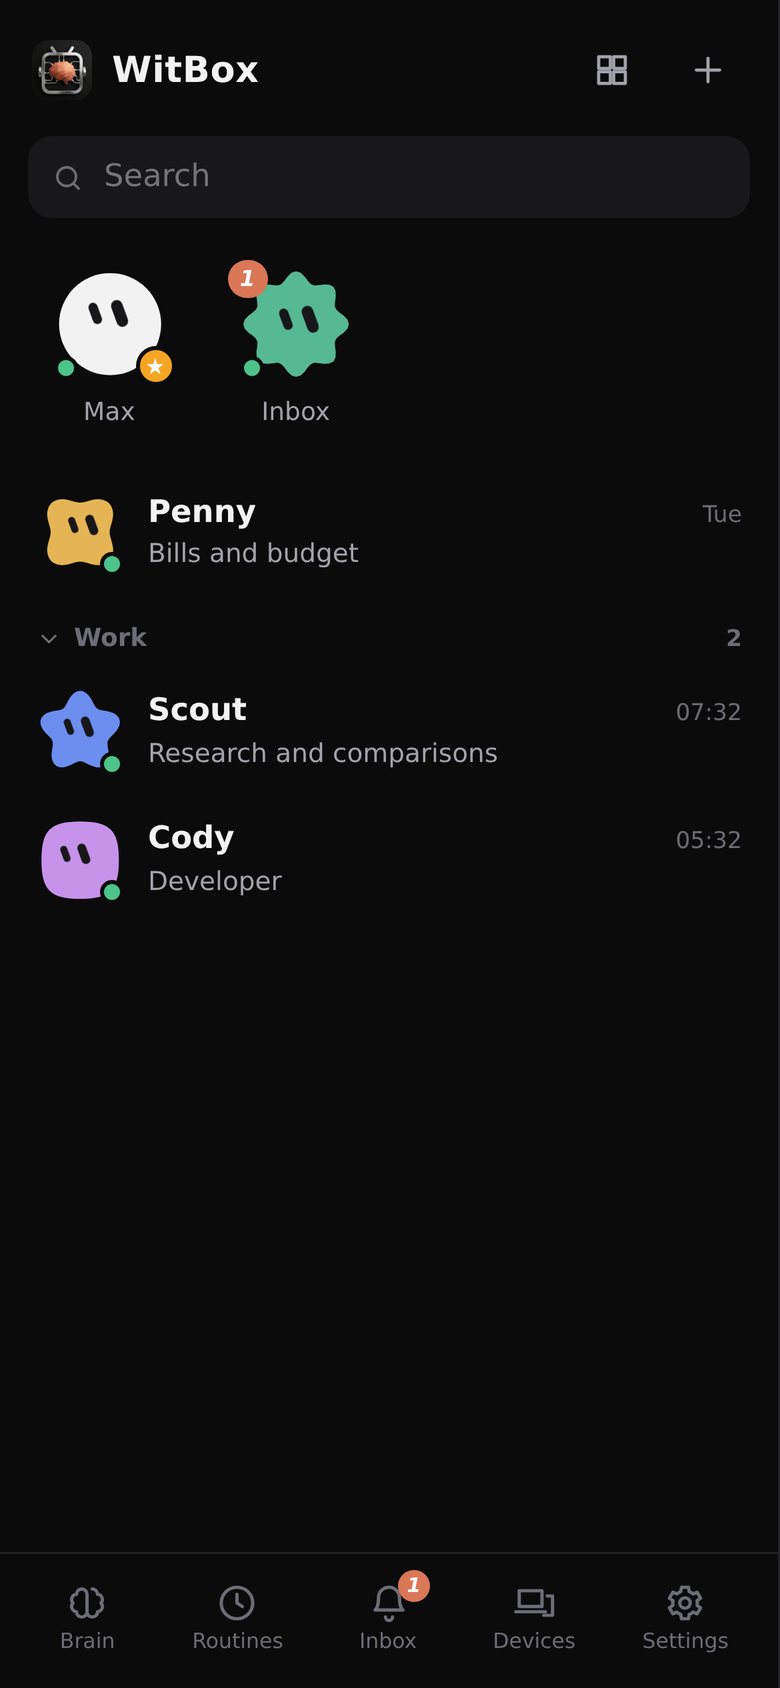 WitBox
Search
1
Max
Inbox
Penny
Tue
Bills and budget
Work
2
Scout
07:32
Research and comparisons
Cody
05:32
Developer
1
Brain
Routines
Inbox
Devices
Settings